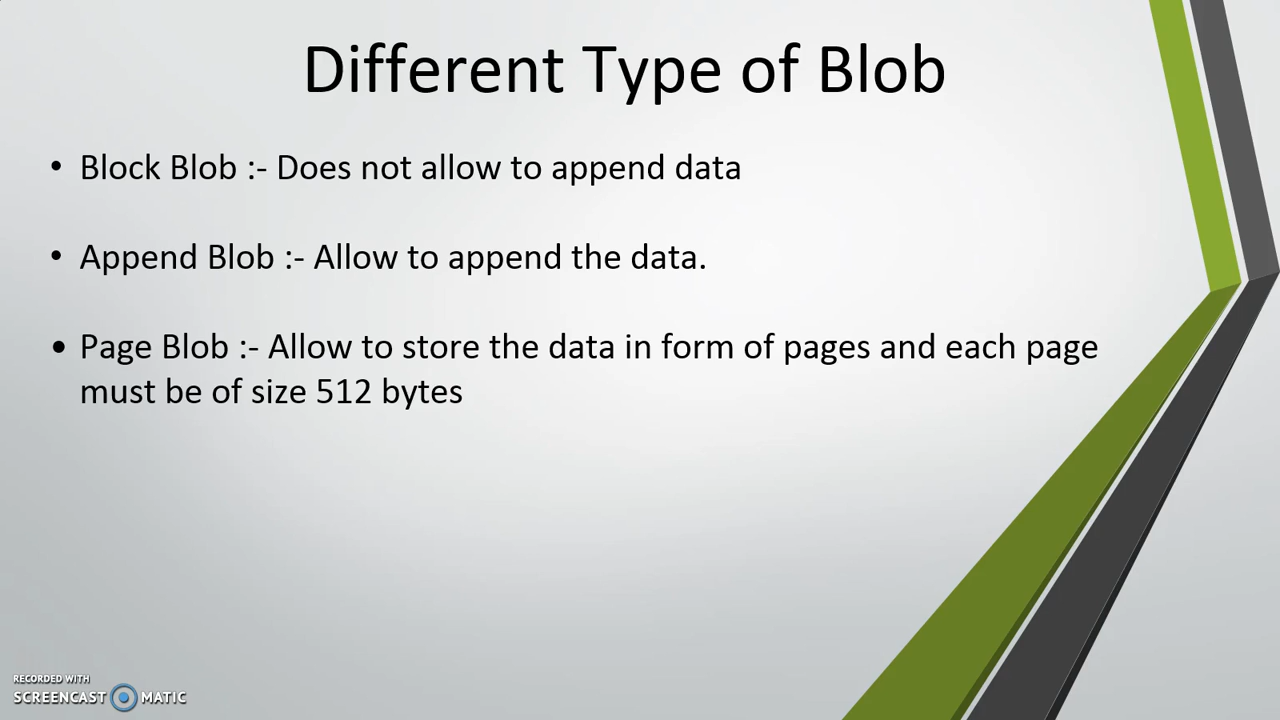 Different Type of Blob
• Block Blob :- Does not allow to append data
• Append Blob :- Allow to append the data.
• Page Blob :- Allow to store the data in form of pages and each page
must be of size 512 bytes
RECORDED WITH
SCREENCAST MATIC